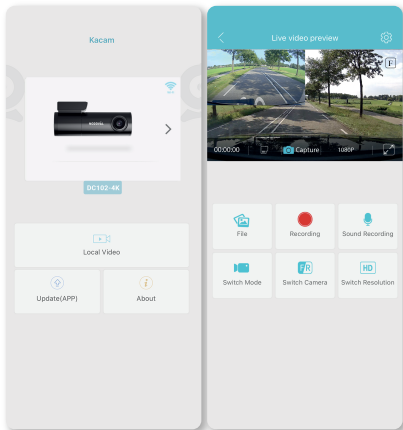 Kacam
DC102-4K
Local Video
Update(APP)
About
Live video preview
00:00:00
Capture
1080P
File
Recording
Sound Recording
FR
HD
Switch Mode
Switch Camera
Switch Resolution